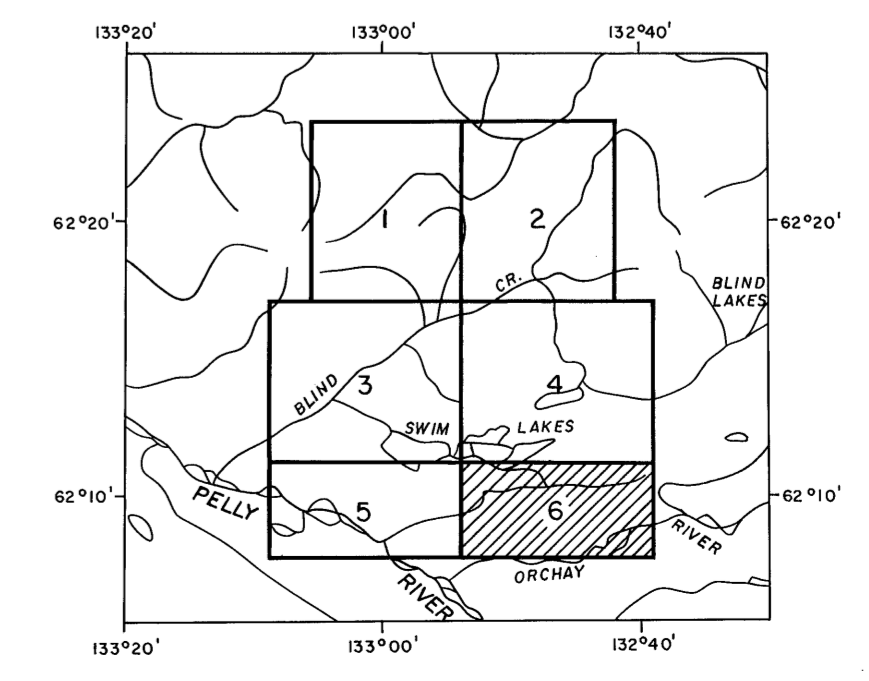 133°20' 133°00' 132°40'
62°20' 1 2 62°20'
CR. BLIND
LAKES
BLIND 3 4
SWIM LAKES
62°10' PELLY 5 6 62°10'
RIVER
RIVER ORCHAY
133°20' 133°00' 132°40'